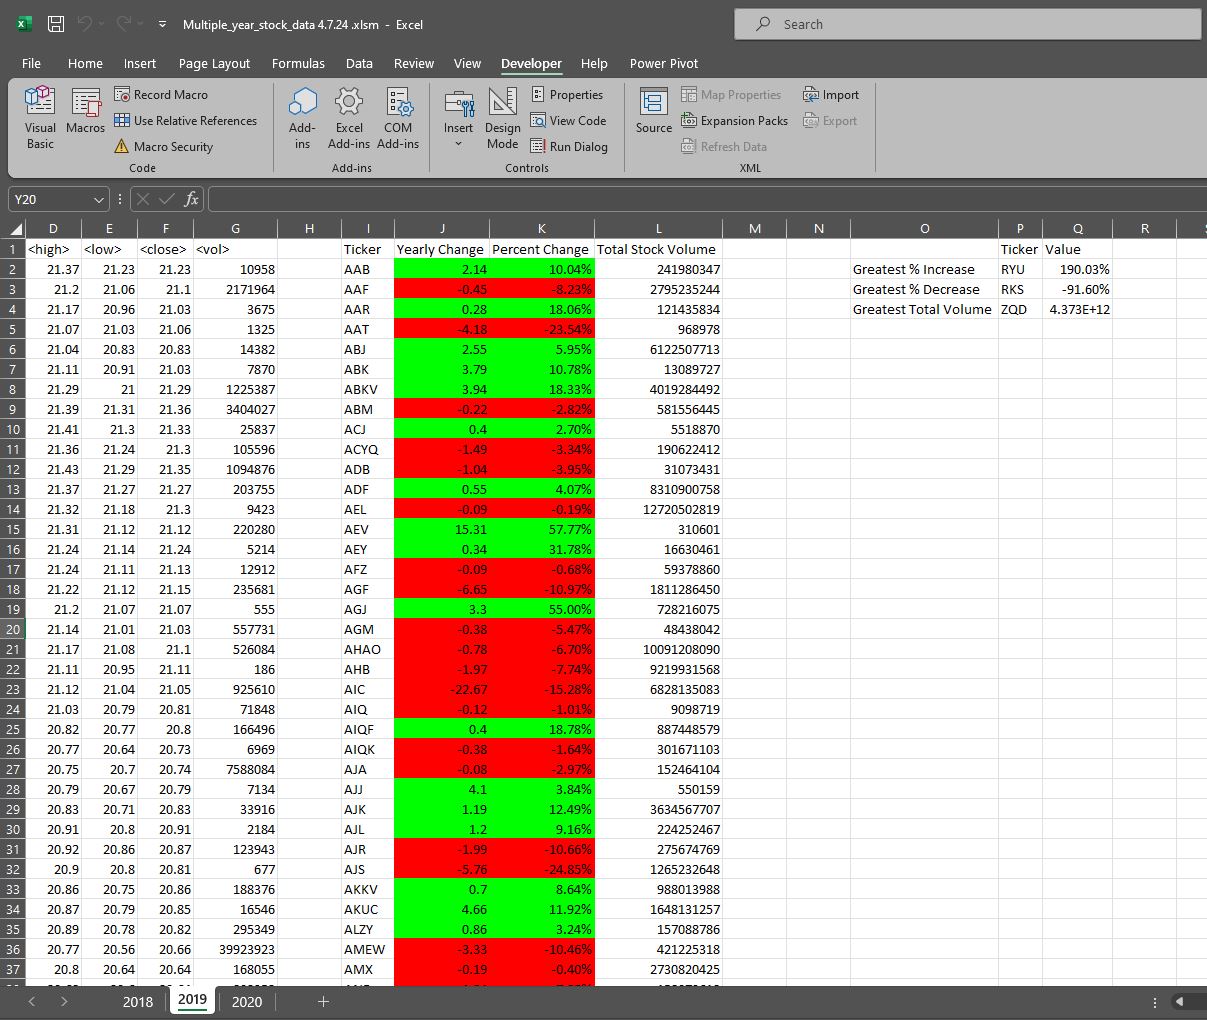 Multiple_year_stock_data 4.7.24 .xlsm - Excel
Search
File Home Insert Page Layout Formulas Data Review View Developer Help Power Pivot
Visual Basic
Macros
Record Macro
Use Relative References
Macro Security
Code
Add-ins
Excel Add-ins
COM Add-ins
Add-ins
Insert
Design Mode
Properties
View Code
Run Dialog
Controls
Source
Map Properties
Expansion Packs
Refresh Data
Import
Export
XML
Y20 fx
D E F G H I J K L M N O P Q R
1 <high> <low> <close> <vol> Ticker Yearly Change Percent Change Total Stock Volume Ticker Value
2 21.37 21.23 21.23 10958 AAB 2.14 10.04% 241980347 Greatest % Increase RYU 190.03%
3 21.2 21.06 21.1 2171964 AAF -0.45 -8.23% 2795235244 Greatest % Decrease RKS -91.60%
4 21.17 20.96 21.03 3675 AAR 0.28 18.06% 121435834 Greatest Total Volume ZQD 4.373E+12
5 21.07 21.03 21.06 1325 AAT -4.18 -23.54% 968978
6 21.04 20.83 20.83 14382 ABJ 2.55 5.95% 6122507713
7 21.11 20.91 21.03 7870 ABK 3.79 10.78% 13089727
8 21.29 21 21.29 1225387 ABKV 3.94 18.33% 4019284492
9 21.39 21.31 21.36 3404027 ABM -0.22 -2.82% 581556445
10 21.41 21.3 21.33 25837 ACJ 0.4 2.70% 5518870
11 21.36 21.24 21.3 105596 ACYQ -1.49 -3.34% 190622412
12 21.43 21.29 21.35 1094876 ADB -1.04 -3.95% 31073431
13 21.37 21.27 21.27 203755 ADF 0.55 4.07% 8310900758
14 21.32 21.18 21.3 9423 AEL -0.09 -0.19% 12720502819
15 21.31 21.12 21.12 220280 AEV 15.31 57.77% 310601
16 21.24 21.14 21.24 5214 AEY 0.34 31.78% 16630461
17 21.24 21.11 21.13 12912 AFZ -0.09 -0.68% 59378860
18 21.22 21.12 21.15 235681 AGF -6.65 -10.97% 1811286450
19 21.2 21.07 21.07 555 AGJ 3.3 55.00% 728216075
20 21.14 21.01 21.03 557731 AGM -0.38 -5.47% 48438042
21 21.17 21.08 21.1 526084 AHAO -0.78 -6.70% 10091208090
22 21.11 20.95 21.11 186 AHB -1.97 -7.74% 9219931568
23 21.12 21.04 21.05 925610 AIC -22.67 -15.28% 6828135083
24 21.03 20.79 20.81 71848 AIQ -0.12 -1.01% 9098719
25 20.82 20.77 20.8 166496 AIQF 0.4 18.78% 887448579
26 20.77 20.64 20.73 6969 AIQK -0.38 -1.64% 301671103
27 20.75 20.7 20.74 7588084 AJA -0.08 -2.97% 152464104
28 20.79 20.67 20.79 7134 AJJ 4.1 3.84% 550159
29 20.83 20.71 20.83 33916 AJK 1.19 12.49% 3634567707
30 20.91 20.8 20.91 2184 AJL 1.2 9.16% 224252467
31 20.92 20.86 20.87 123943 AJR -1.99 -10.66% 275674769
32 20.9 20.8 20.81 677 AJS -5.76 -24.85% 1265232648
33 20.86 20.75 20.86 188376 AKKV 0.7 8.64% 988013988
34 20.87 20.79 20.85 16546 AKUC 4.66 11.92% 1648131257
35 20.89 20.78 20.82 295349 ALZY 0.86 3.24% 157088786
36 20.77 20.56 20.66 39923923 AMEW -3.33 -10.46% 421225318
37 20.8 20.64 20.64 168055 AMX -0.19 -0.40% 2730820425
2018 2019 2020